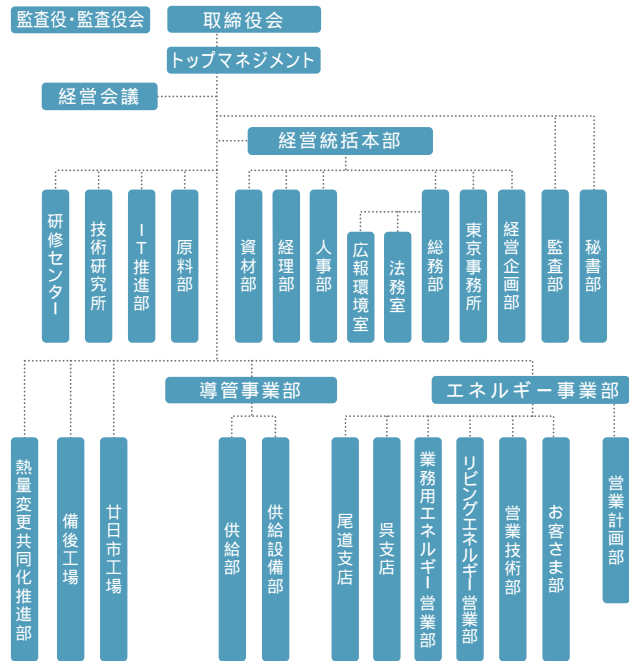 監査役・監査役会
取締役会
トップマネジメント
経営会議
経営統括本部
研修センター
技術研究所
IT推進部
原料部
資材部
経理部
人事部
広報環境室
法務室
総務部
東京事務所
経営企画部
監査部
秘書部
導管事業部
エネルギー事業部
熱量変更共同化推進部
備後工場
廿日市工場
供給部
供給設備部
尾道支店
呉支店
業務用エネルギー営業部
リビングエネルギー営業部
営業技術部
お客さま部
営業計画部